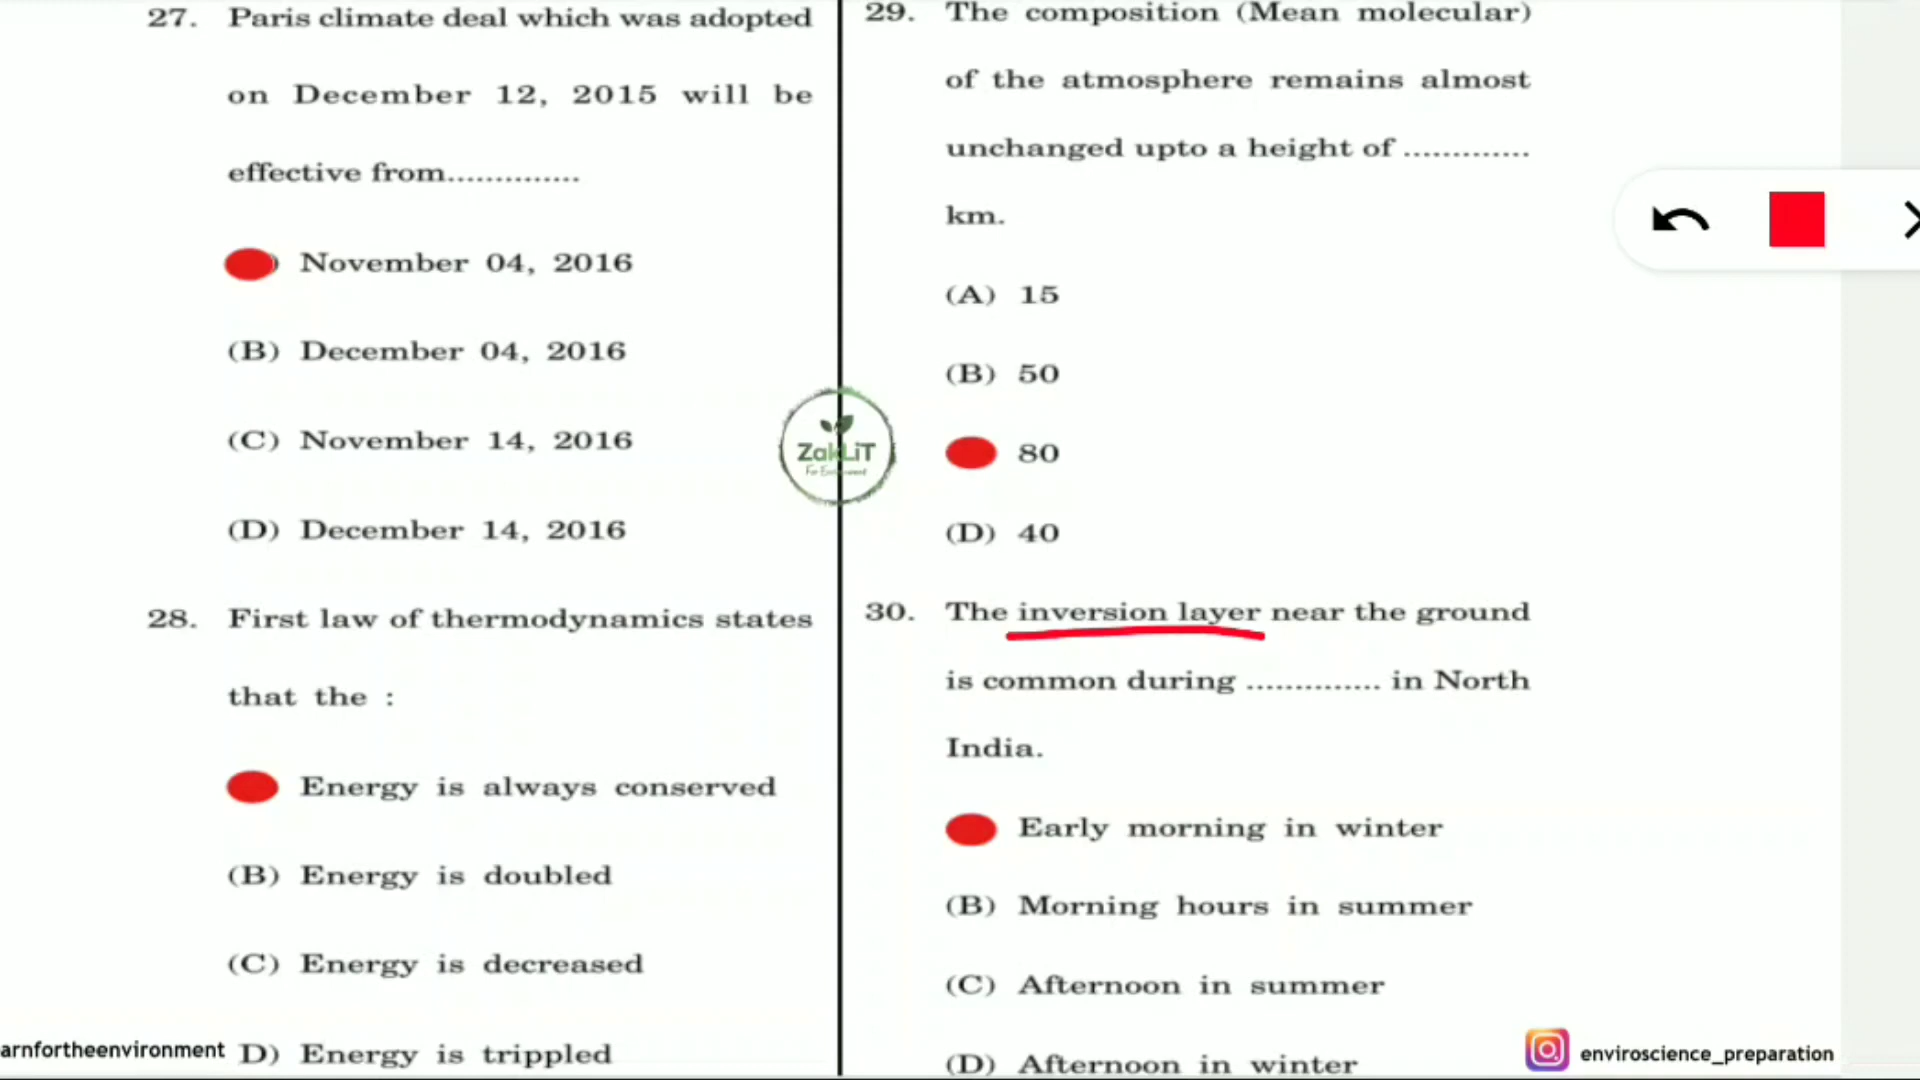 27. Paris climate deal which was adopted
on December 12, 2015 will be
effective from..............
November 04, 2016
(B) December 04, 2016
(C) November 14, 2016
(D) December 14, 2016
28. First law of thermodynamics states
that the :
Energy is always conserved
(B) Energy is doubled
(C) Energy is decreased
D) Energy is trippled
arnfortheenvironment
ZakLiT
For Environment
29. The composition (Mean molecular)
of the atmosphere remains almost
unchanged upto a height of .............
km.
(A) 15
(B) 50
80
(D) 40
30. The inversion layer near the ground
is common during .............. in North
India.
Early morning in winter
(B) Morning hours in summer
(C) Afternoon in summer
(D) Afternoon in winter
enviroscience_preparation